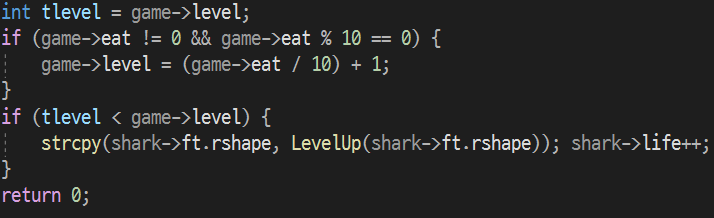 int tlevel = game->level;
if (game->eat != 0 && game->eat % 10 == 0) {
    game->level = (game->eat / 10) + 1;
}
if (tlevel < game->level) {
    strcpy(shark->ft.rshape, LevelUp(shark->ft.rshape)); shark->life++;
}
return 0;